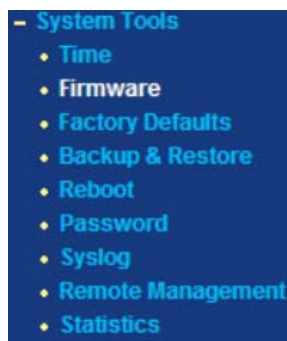 – System Tools
• Time
• Firmware
• Factory Defaults
• Backup & Restore
• Reboot
• Password
• Syslog
• Remote Management
• Statistics